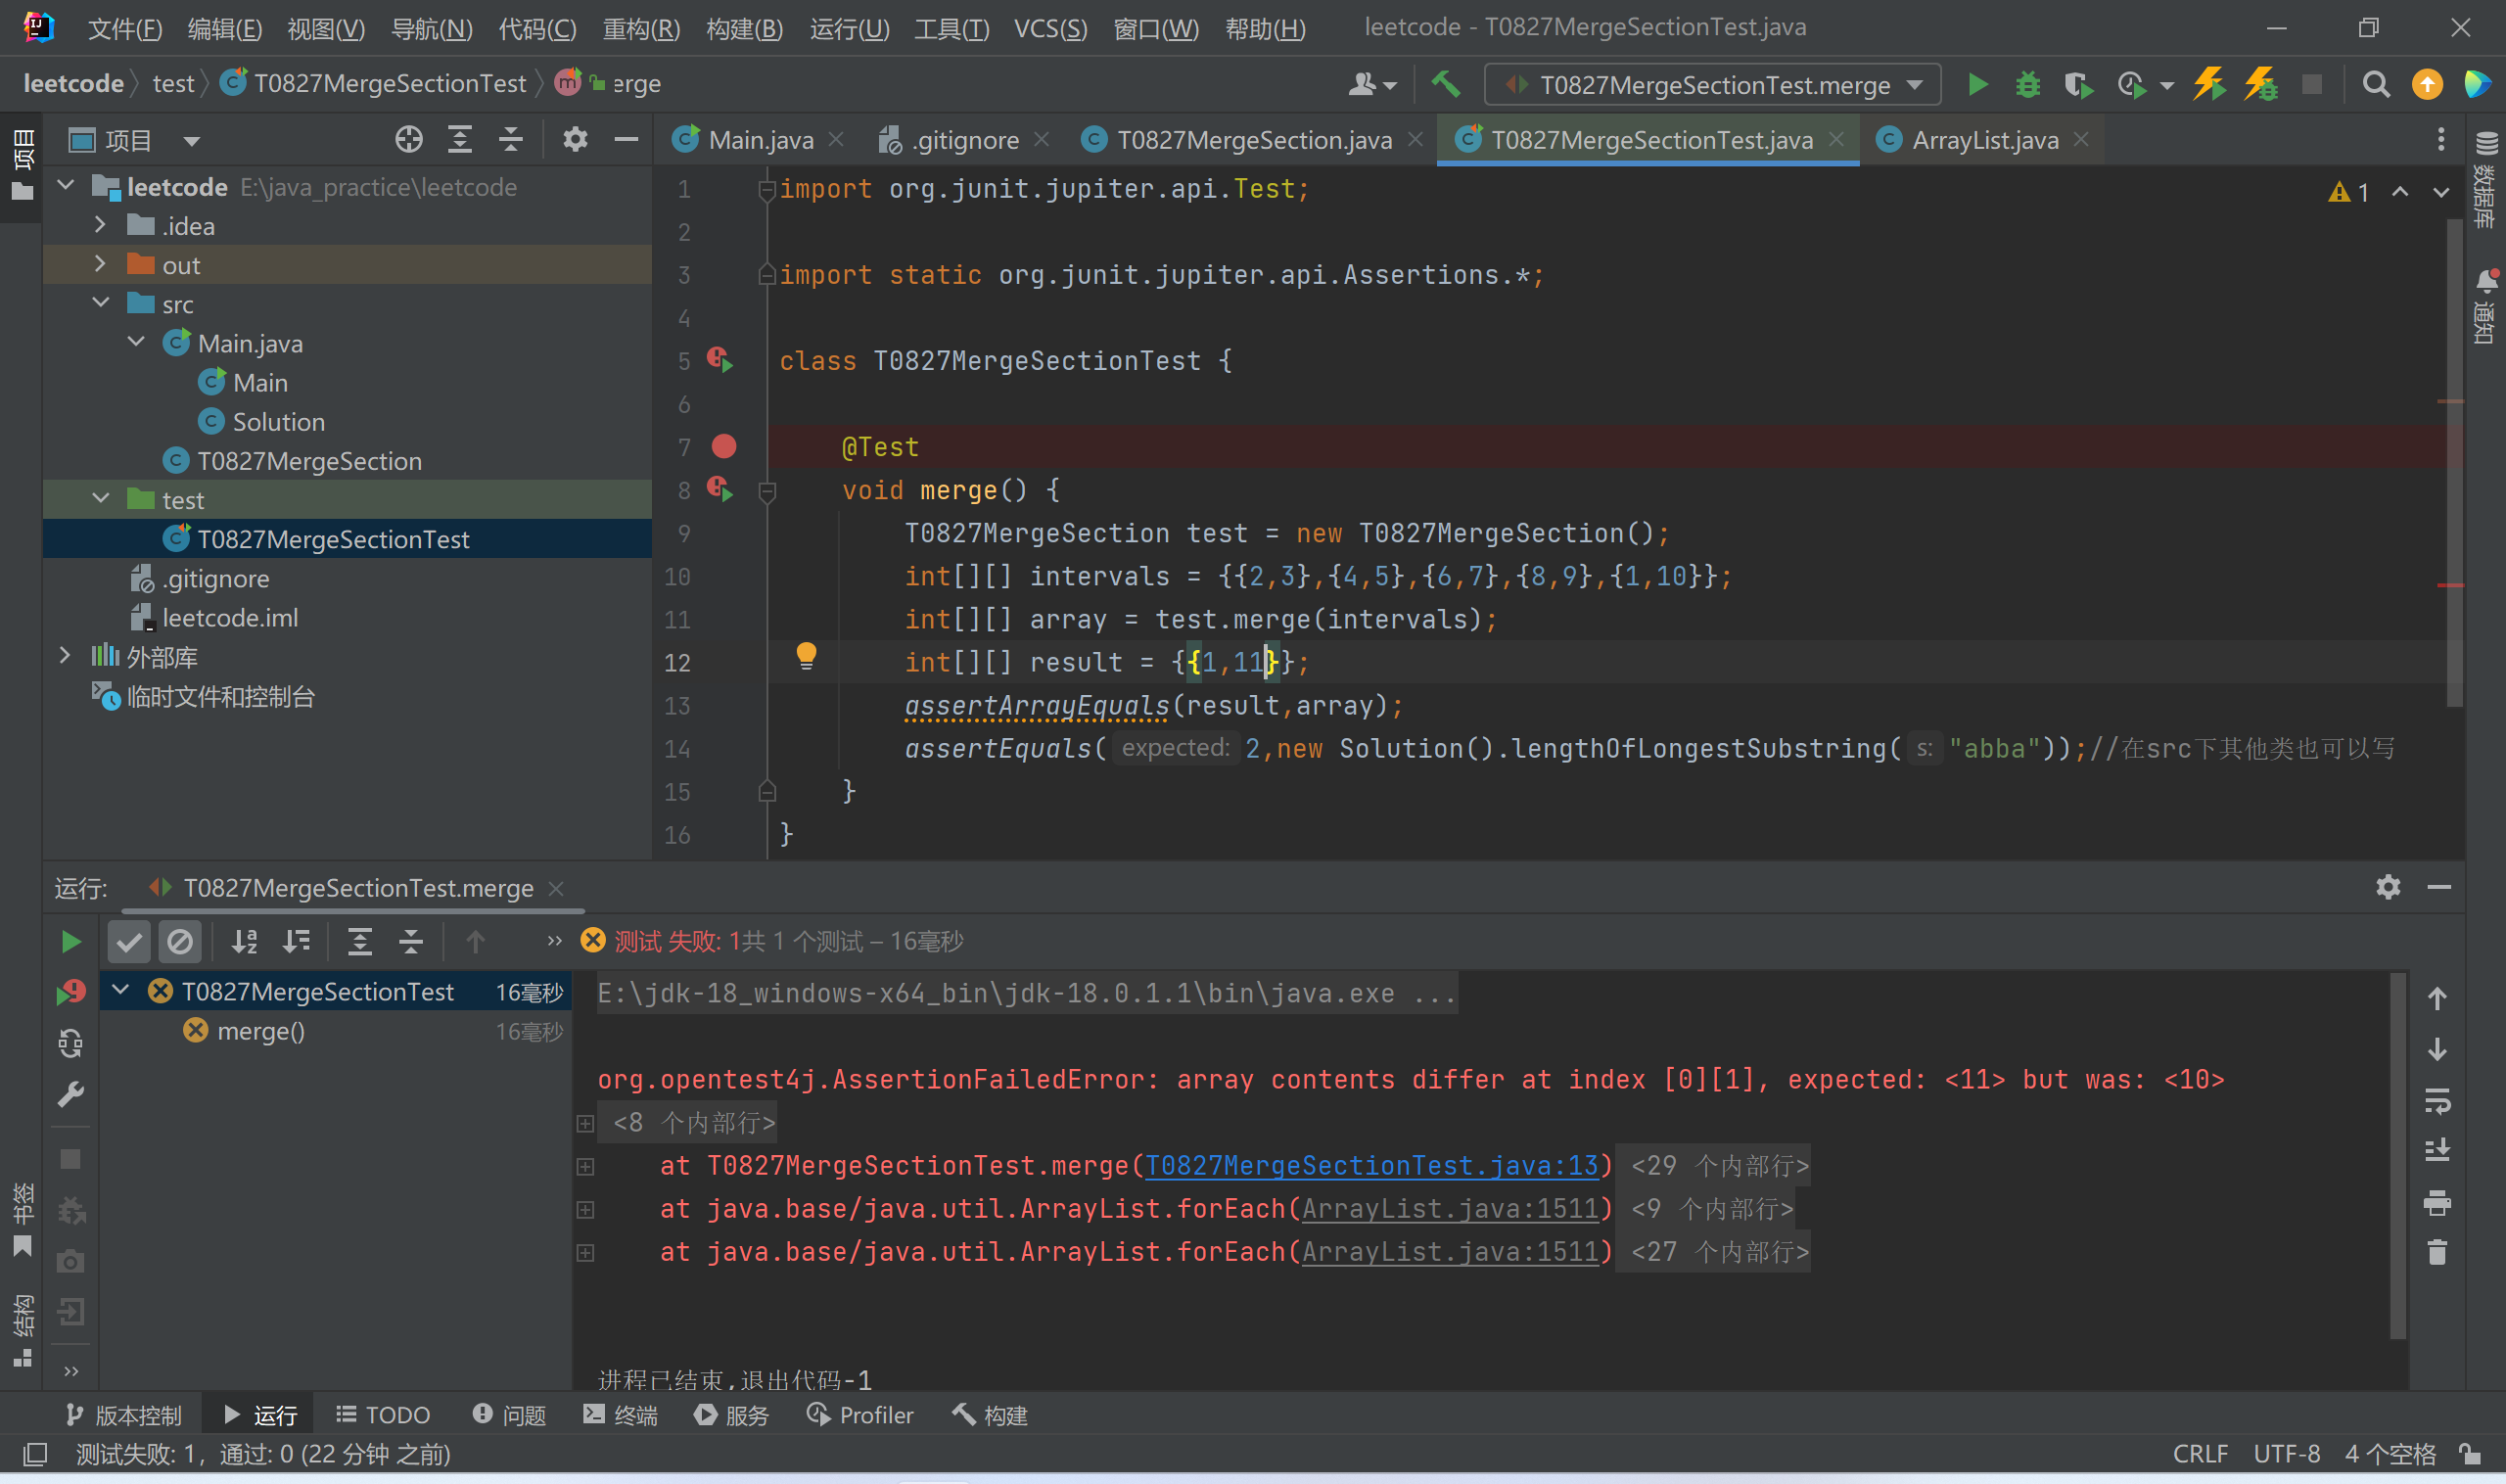 文件(F) 编辑(E) 视图(V) 导航(N) 代码(C) 重构(R) 构建(B) 运行(U) 工具(T) VCS(S) 窗口(W) 帮助(H) leetcode - T0827MergeSectionTest.java
leetcode test T0827MergeSectionTest erge T0827MergeSectionTest.merge
项目 Main.java .gitignore T0827MergeSection.java T0827MergeSectionTest.java ArrayList.java
项目
数据库
通知
leetcode E:\java_practice\leetcode
.idea
out
src
Main.java
Main
Solution
T0827MergeSection
test
T0827MergeSectionTest
.gitignore
leetcode.iml
外部库
临时文件和控制台
1
1 import org.junit.jupiter.api.Test;
2
3 import static org.junit.jupiter.api.Assertions.*;
4
5 class T0827MergeSectionTest {
6
7 @Test
8 void merge() {
9 T0827MergeSection test = new T0827MergeSection();
10 int[][] intervals = {{2,3},{4,5},{6,7},{8,9},{1,10}};
11 int[][] array = test.merge(intervals);
12 int[][] result = {{1,11}};
13 assertArrayEquals(result,array);
14 assertEquals( expected: 2,new Solution().lengthOfLongestSubstring( s: "abba"));//在src下其他类也可以写
15 }
16 }
运行: T0827MergeSectionTest.merge
» 测试 失败: 1共 1 个测试 – 16毫秒
T0827MergeSectionTest 16毫秒
merge() 16毫秒
E:\jdk-18_windows-x64_bin\jdk-18.0.1.1\bin\java.exe ...
org.opentest4j.AssertionFailedError: array contents differ at index [0][1], expected: <11> but was: <10>
<8 个内部行>
at T0827MergeSectionTest.merge(T0827MergeSectionTest.java:13) <29 个内部行>
at java.base/java.util.ArrayList.forEach(ArrayList.java:1511) <9 个内部行>
at java.base/java.util.ArrayList.forEach(ArrayList.java:1511) <27 个内部行>
进程已结束,退出代码-1
书签
结构
»
版本控制 运行 TODO 问题 终端 服务 Profiler 构建
测试失败: 1，通过: 0 (22 分钟 之前) CRLF UTF-8 4 个空格